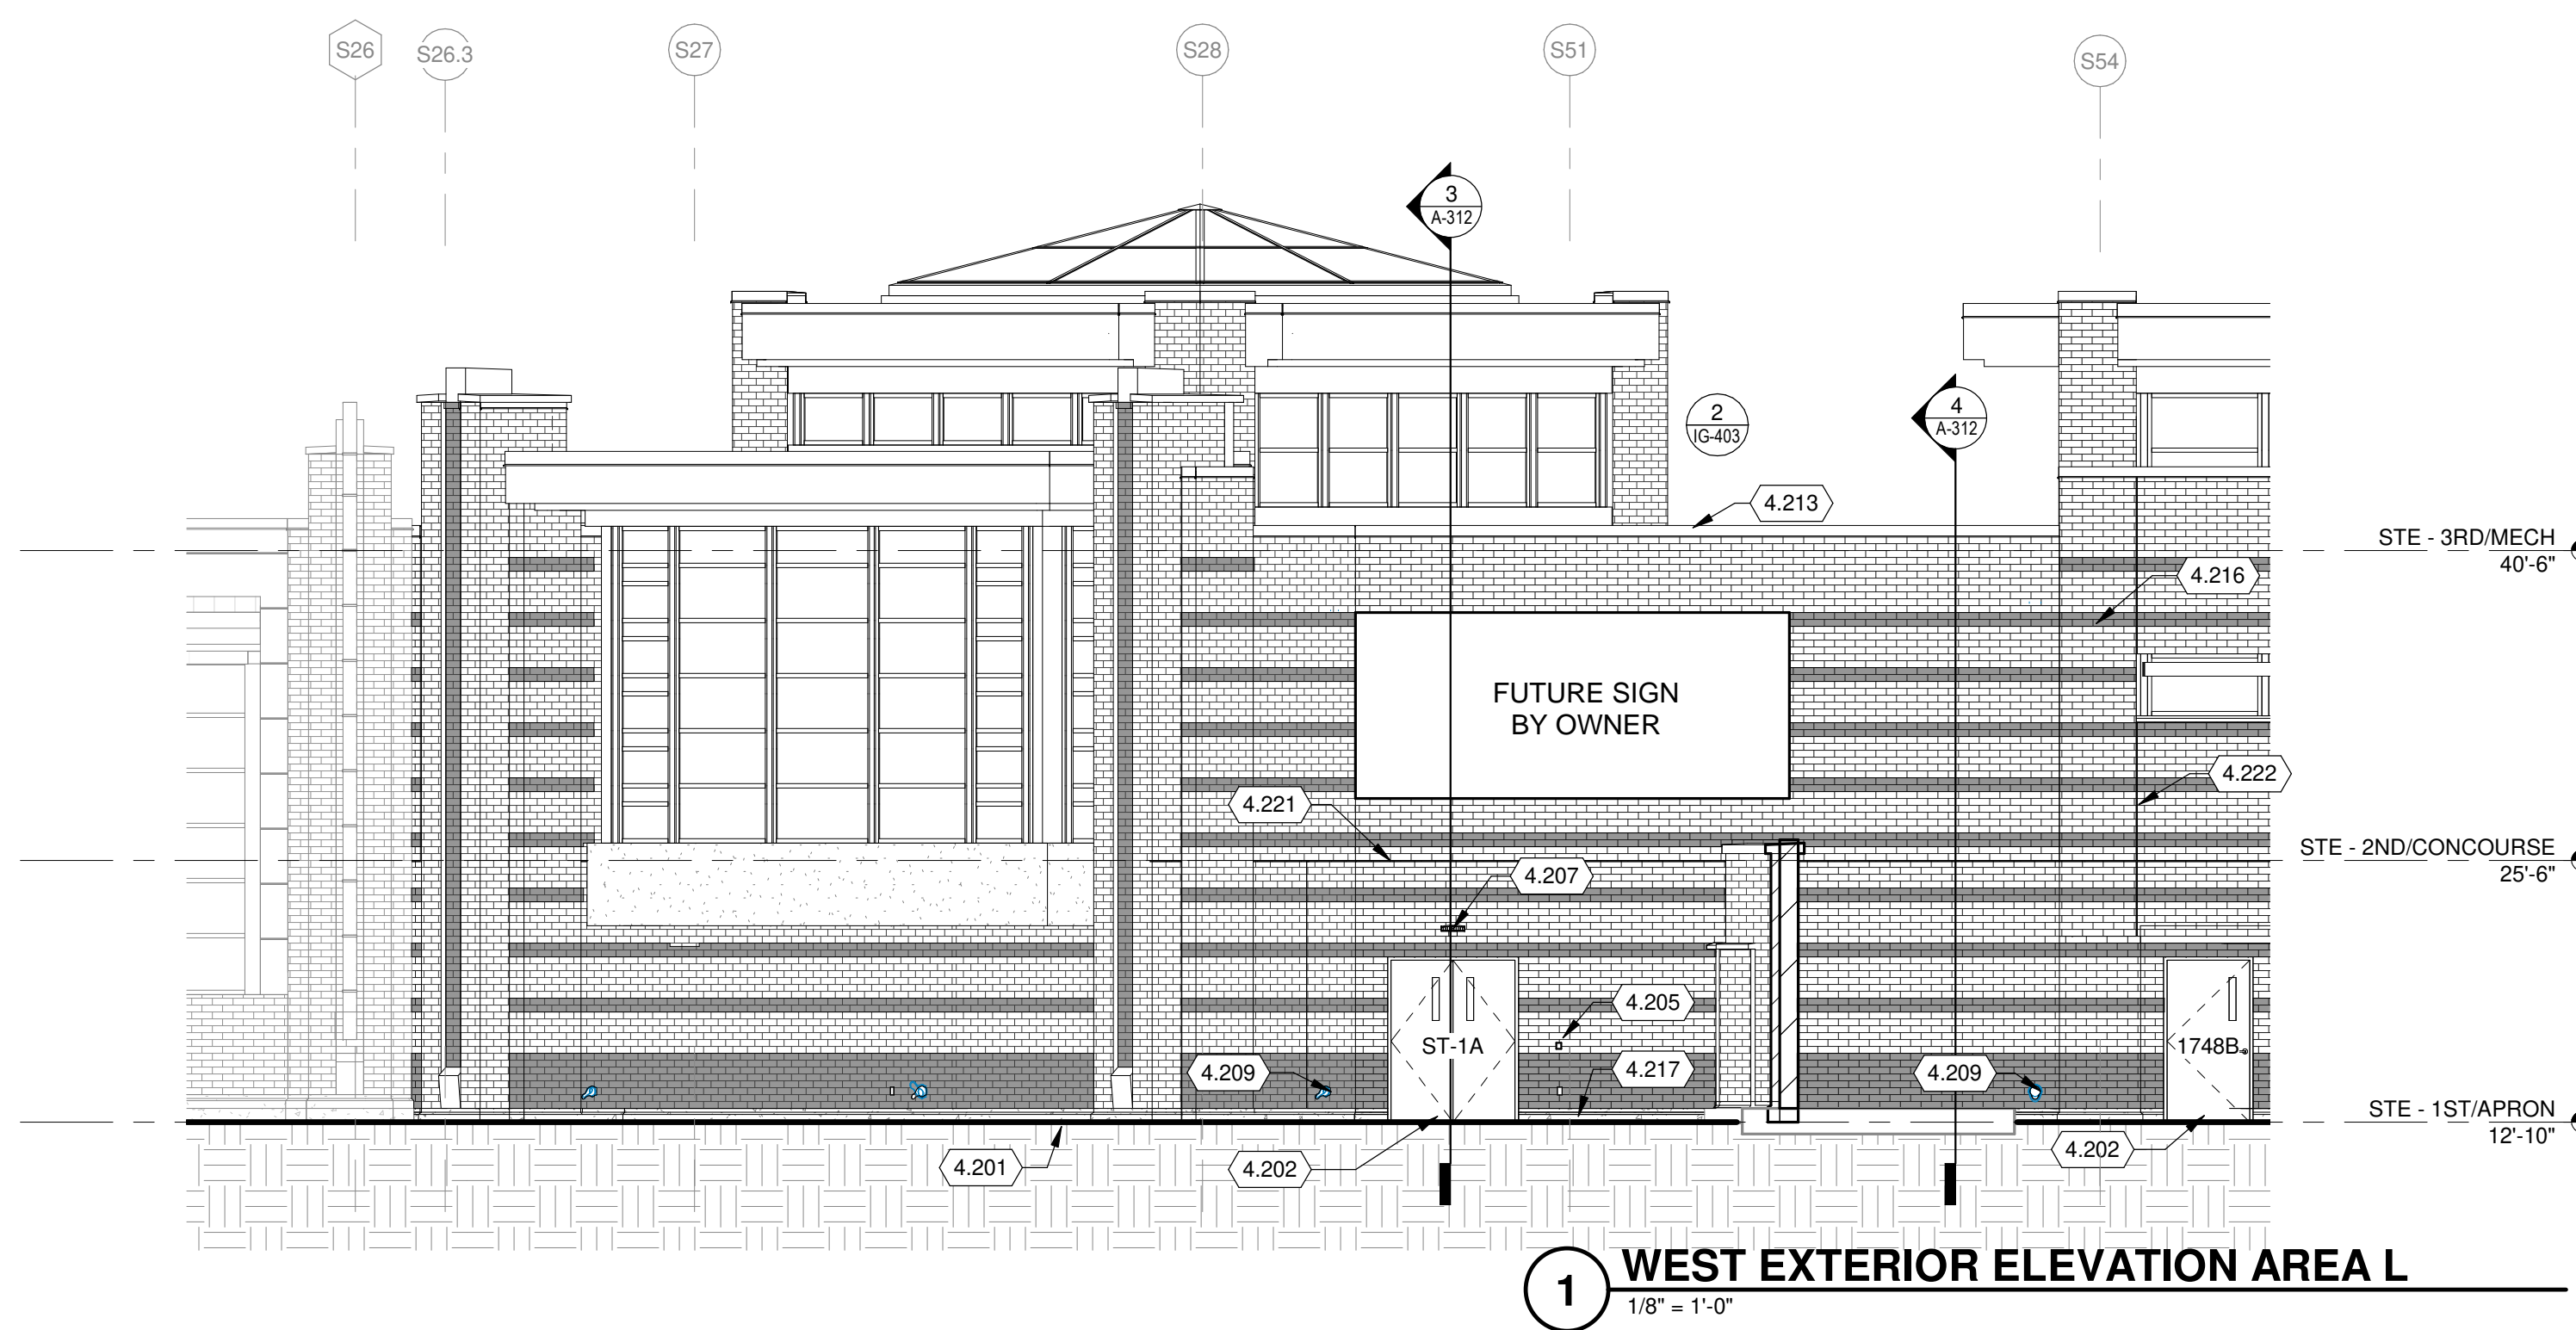 S26
S26.3
S27
S28
S51
S54
3
A-312
2
IG-403
4
A-312
4.213
STE - 3RD/MECH
40'-6"
4.216
FUTURE SIGN
BY OWNER
4.222
4.221
STE - 2ND/CONCOURSE
25'-6"
4.207
4.205
ST-1A
1748B
4.209
4.217
4.209
STE - 1ST/APRON
12'-10"
4.201
4.202
4.202
1
WEST EXTERIOR ELEVATION AREA L
1/8" = 1'-0"